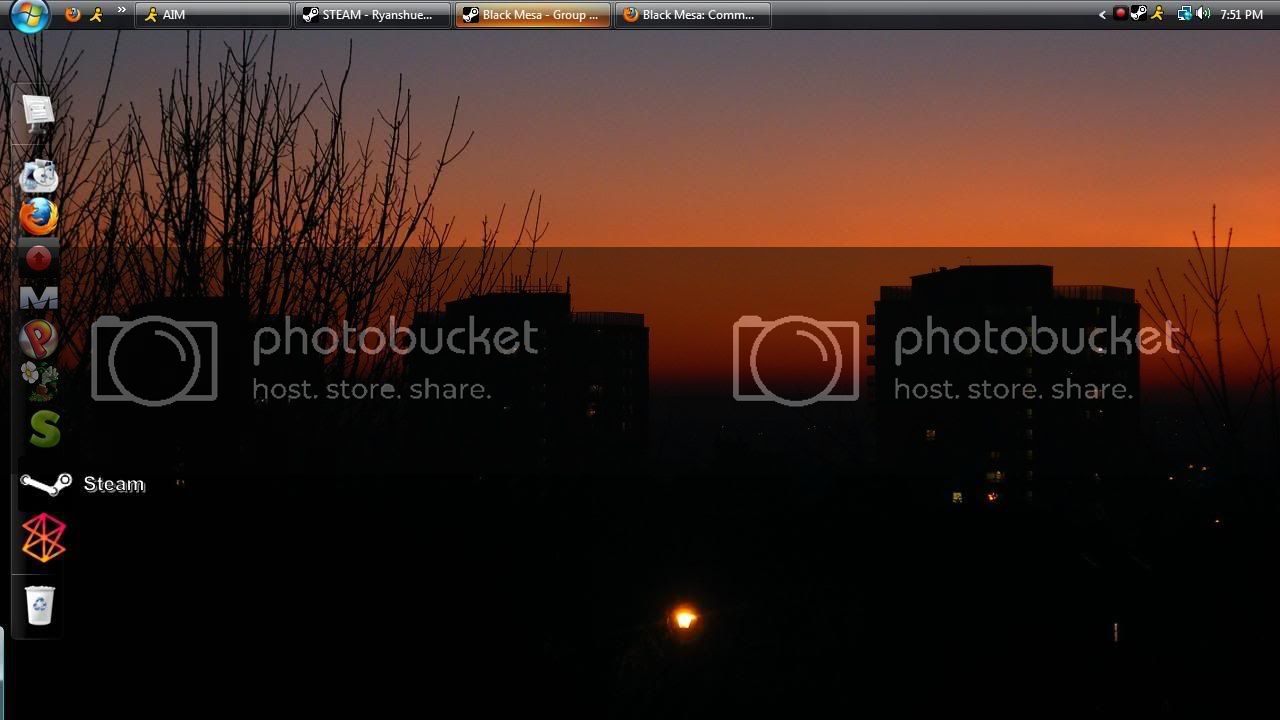 AIM
STEAM - Ryanshue...
Black Mesa - Group ...
Black Mesa: Comm...
7:51 PM
photobucket
host. store. share.
photobucket
host. store. share.
Steam